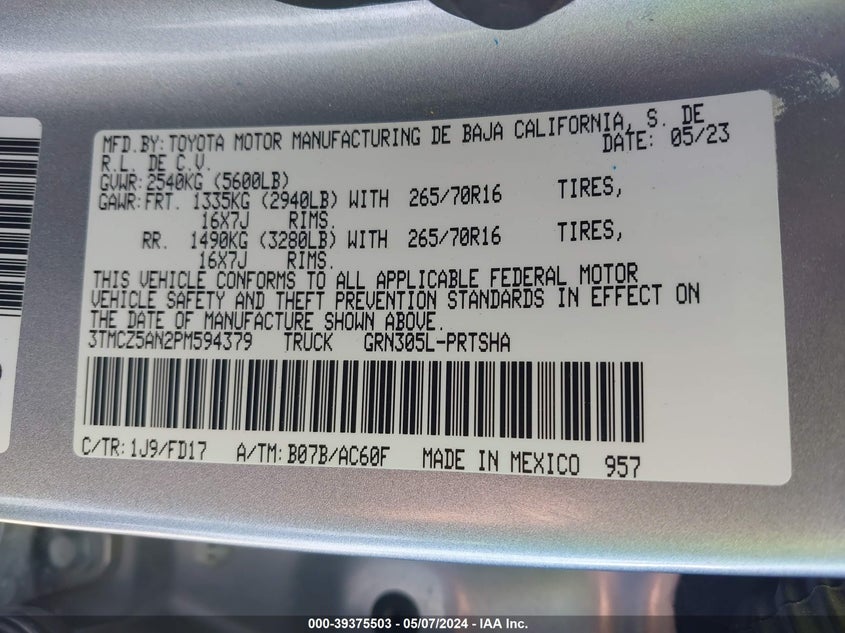 MFD.BY:TOYOTA MOTOR MANUFACTURING DE BAJA CALIFORNIA, S. DE
R.L. DE C.V. DATE: 05/23
GVWR:2540KG (5600LB)
GAWR:FRT. 1335KG (2940LB) WITH 265/70R16 TIRES,
16X7J RIMS.
RR. 1490KG (3280LB) WITH 265/70R16 TIRES,
16X7J RIMS.
THIS VEHICLE CONFORMS TO ALL APPLICABLE FEDERAL MOTOR
VEHICLE SAFETY AND THEFT PREVENTION STANDARDS IN EFFECT ON
THE DATE OF MANUFACTURE SHOWN ABOVE.
3TMCZ5AN2PM594379 TRUCK GRN305L-PRTSHA
C/TR:1J9/FD17 A/TM:B07B/AC60F MADE IN MEXICO 957
000-39375503 - 05/07/2024 - IAA Inc.